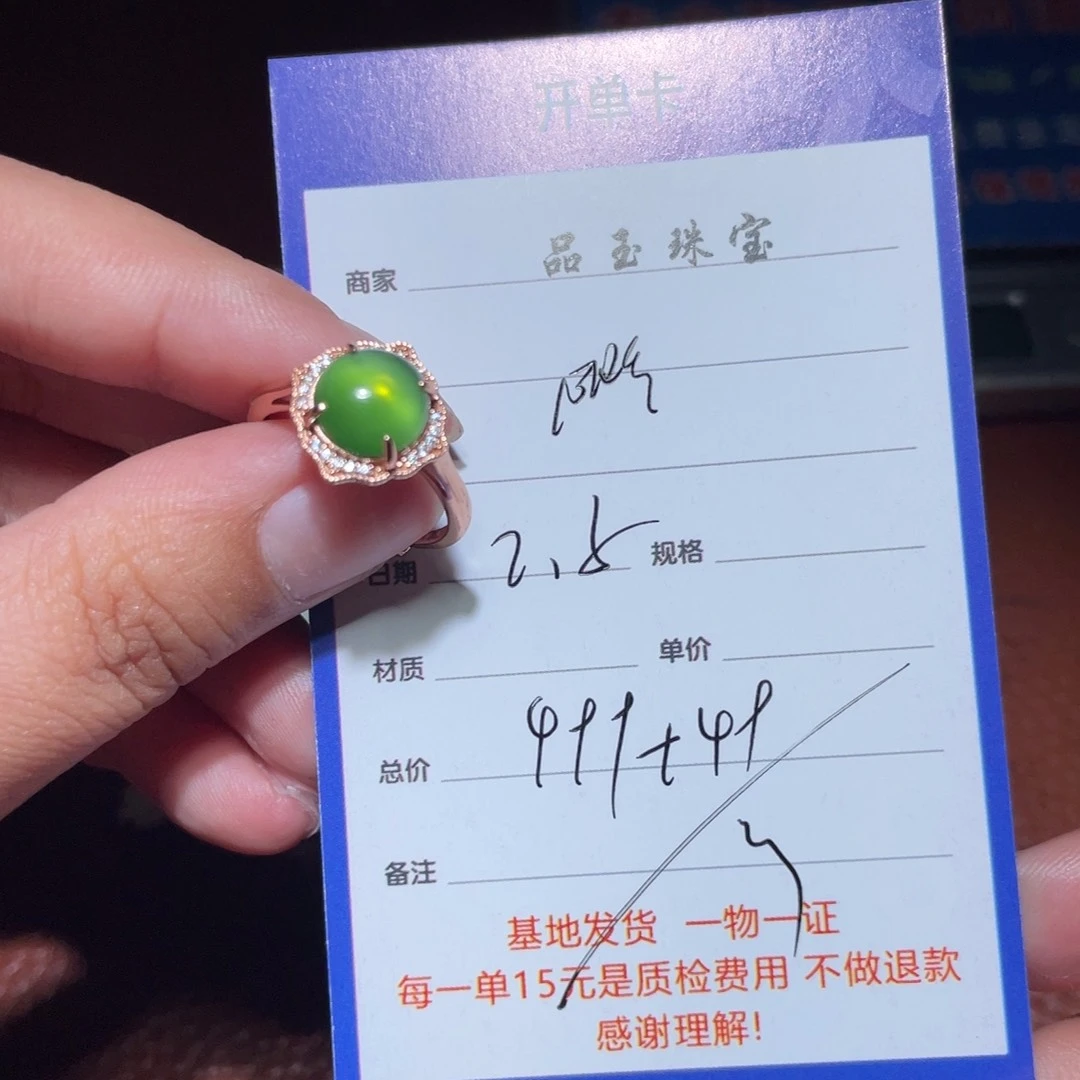 开单卡
商家 品玉珠宝
日期 2.5 规格
材质 单价
总价
备注
基地发货 一物一证
每一单15元是质检费用 不做退款
感谢理解!